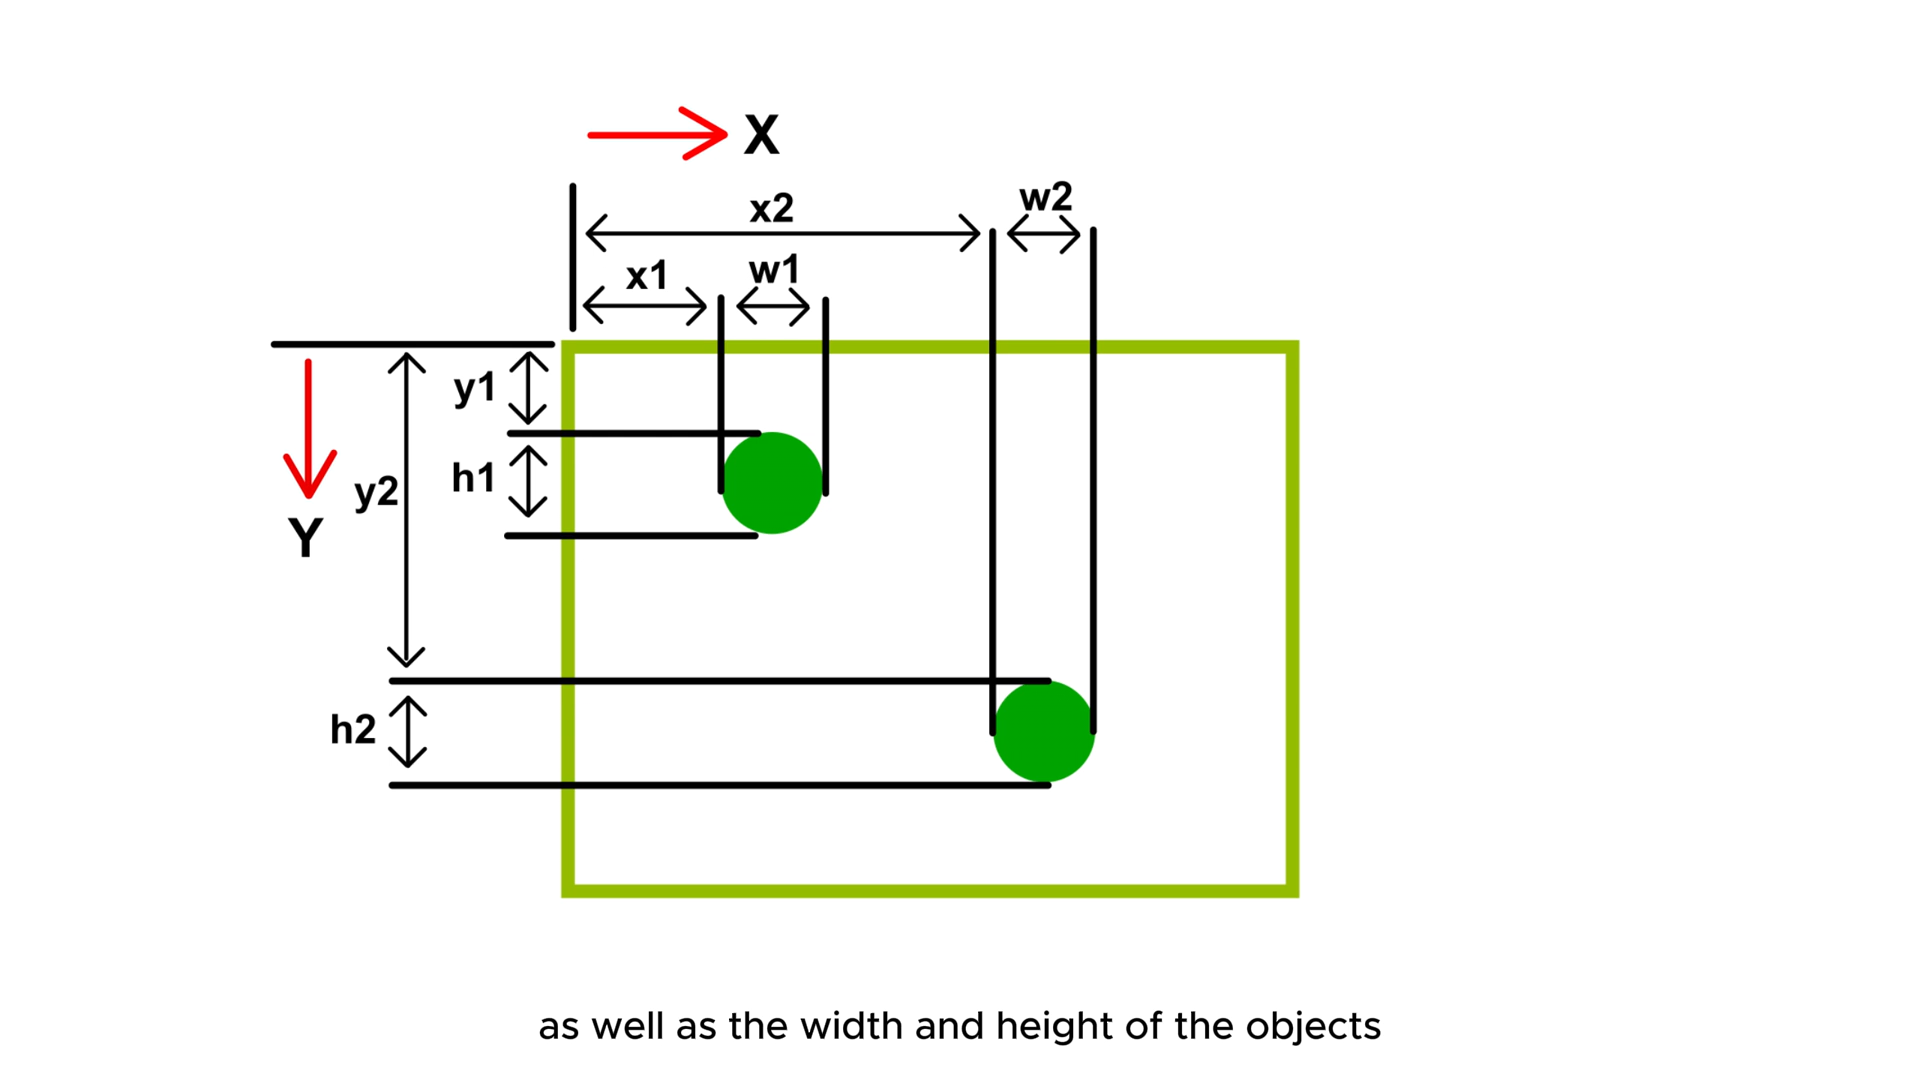 X
x2
w2
x1
w1
y1
h1
y2
Y
h2
as well as the width and height of the objects